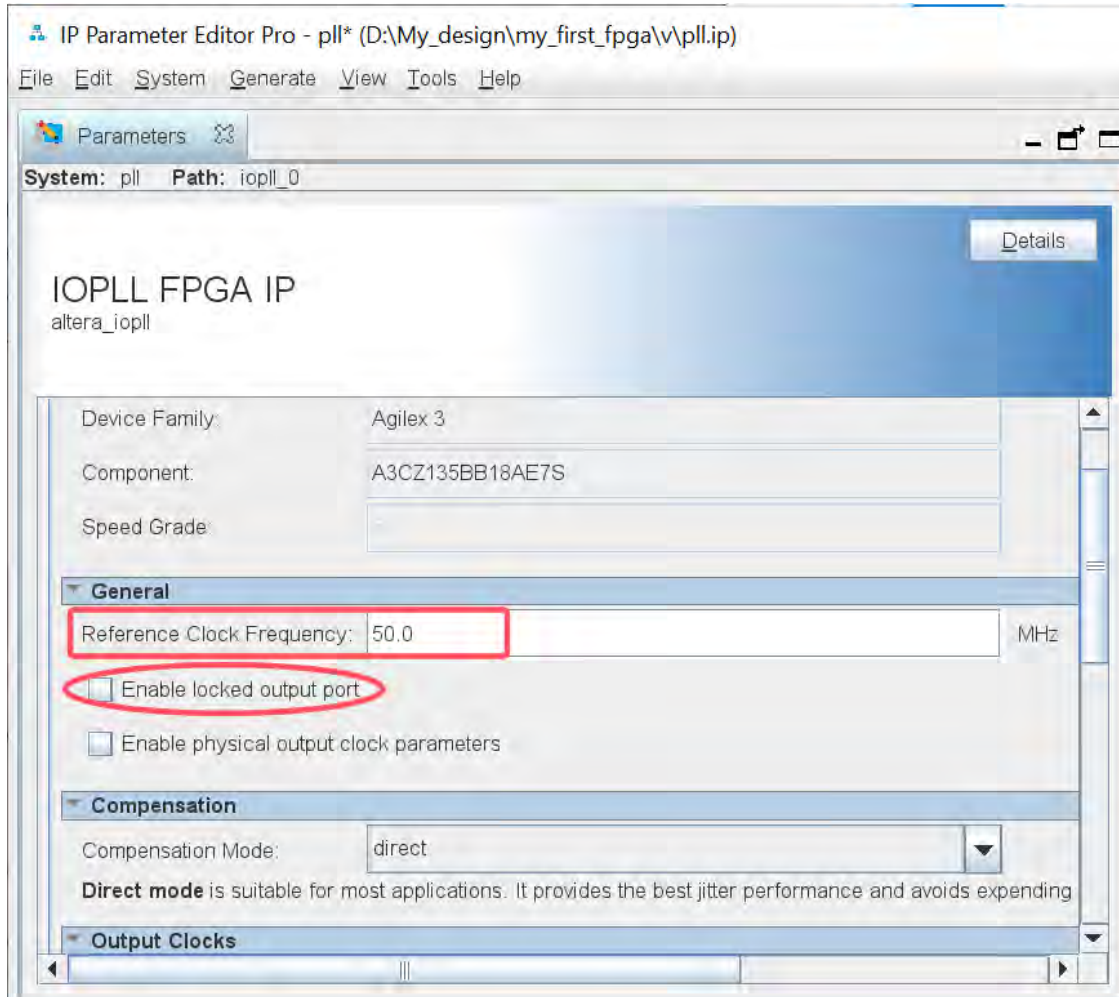 IP Parameter Editor Pro - pll* (D:\My_design\my_first_fpga\v\pll.ip)
File Edit System Generate View Tools Help
Parameters
System: pll Path: iopll_0
Details
IOPLL FPGA IP
altera_iopll
Device Family: Agilex 3
Component: A3CZ135BB18AE7S
Speed Grade
General
Reference Clock Frequency: 50.0 MHz
Enable locked output port
Enable physical output clock parameters
Compensation
Compensation Mode: direct
Direct mode is suitable for most applications. It provides the best jitter performance and avoids expending
Output Clocks